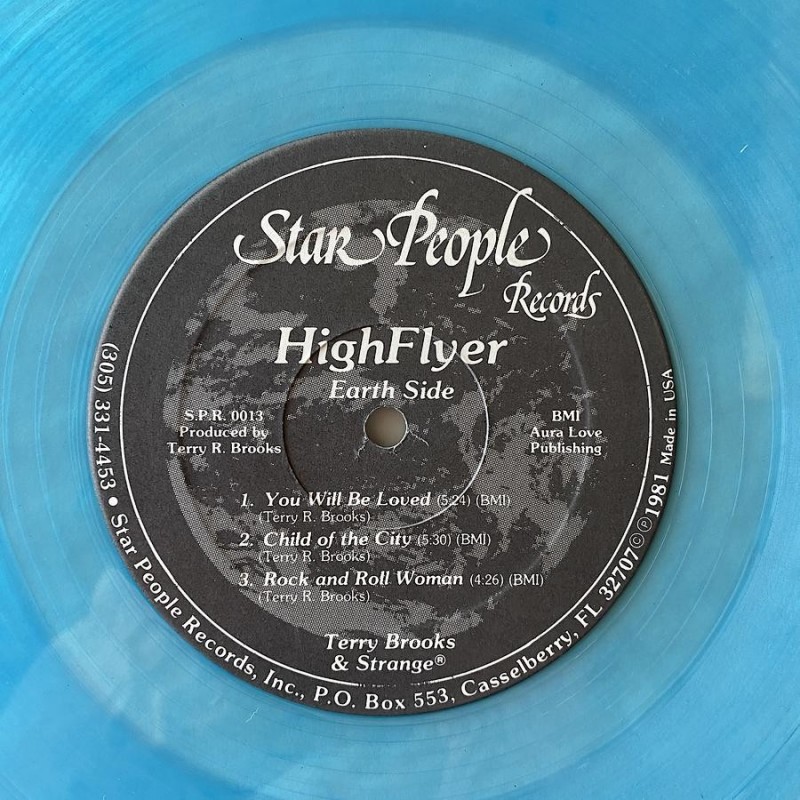 Star People
Records
HighFlyer
Earth Side
S.P.R. 0013
Produced by
Terry R. Brooks
BMI
Aura Love
Publishing
1. You Will Be Loved (5:24) (BMI)
(Terry R. Brooks)
2. Child of the City (5:30) (BMI)
(Terry R. Brooks)
3. Rock and Roll Woman (4:26) (BMI)
(Terry R. Brooks)
Terry Brooks
& Strange®
(305) 331-4453 • Star People Records, Inc., P.O. Box 553, Casselberry, FL 32707 ©℗1981 Made in USA